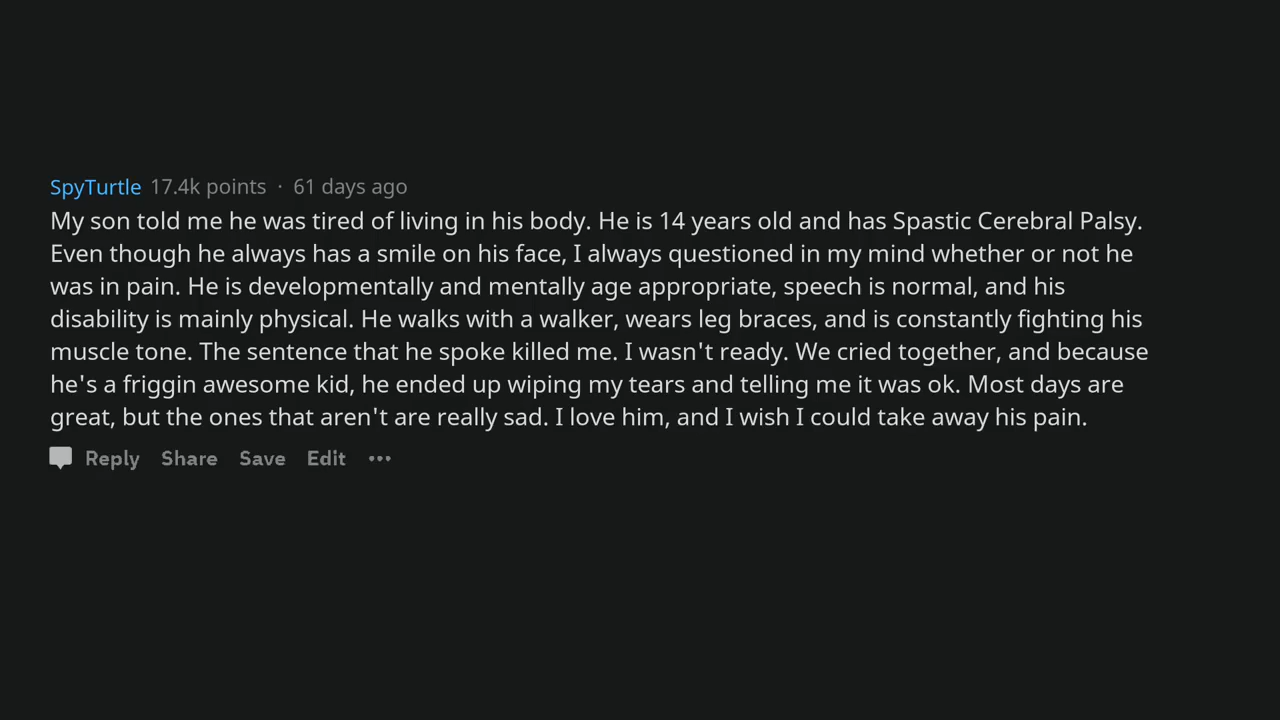 SpyTurtle 17.4k points · 61 days ago
My son told me he was tired of living in his body. He is 14 years old and has Spastic Cerebral Palsy.
Even though he always has a smile on his face, I always questioned in my mind whether or not he
was in pain. He is developmentally and mentally age appropriate, speech is normal, and his
disability is mainly physical. He walks with a walker, wears leg braces, and is constantly fighting his
muscle tone. The sentence that he spoke killed me. I wasn't ready. We cried together, and because
he's a friggin awesome kid, he ended up wiping my tears and telling me it was ok. Most days are
great, but the ones that aren't are really sad. I love him, and I wish I could take away his pain.
Reply Share Save Edit •••